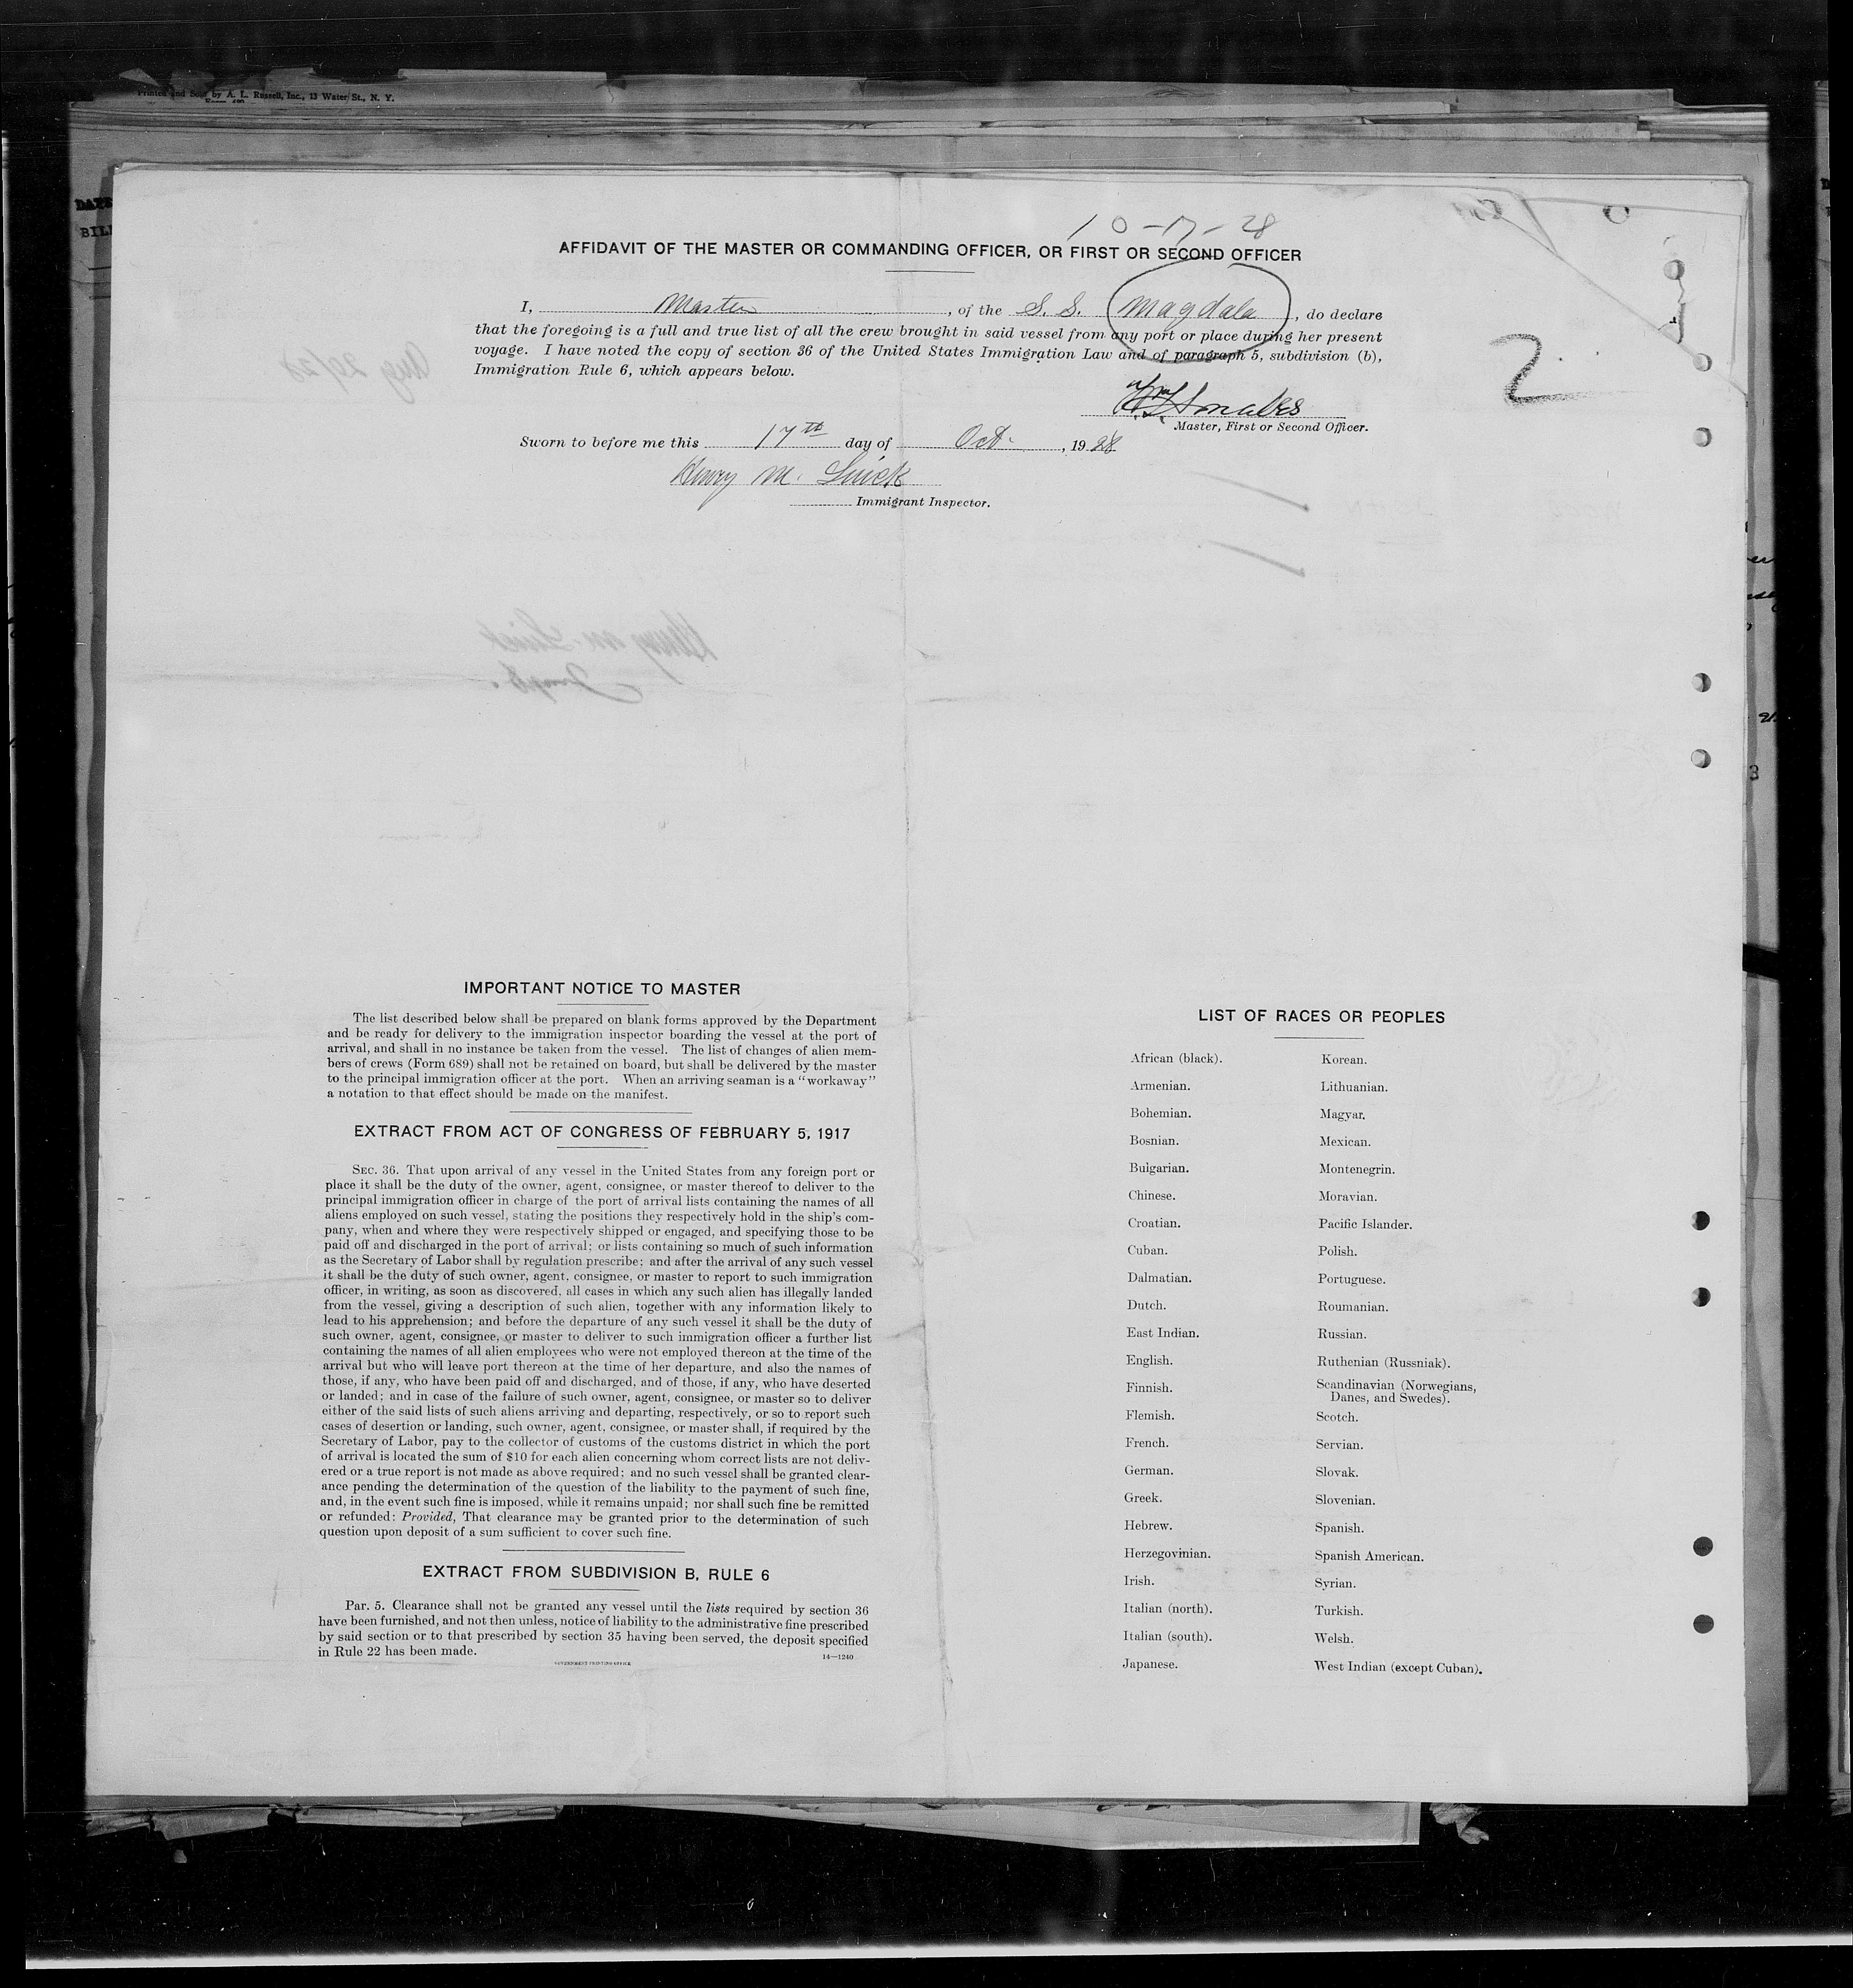 Printed and Sold by A. L. Russell, Inc., 13 Water St., N. Y.
10-17-28
AFFIDAVIT OF THE MASTER OR COMMANDING OFFICER, OR FIRST OR SECOND OFFICER
I, Master, of the S.S. Magdala, do declare
that the foregoing is a full and true list of all the crew brought in said vessel from any port or place during her present
voyage. I have noted the copy of section 36 of the United States Immigration Law and of paragraph 5, subdivision (b),
Immigration Rule 6, which appears below.
2
Master, First or Second Officer.
Sworn to before me this 17th day of Oct., 1928
Henry M.
Immigrant Inspector.
IMPORTANT NOTICE TO MASTER
The list described below shall be prepared on blank forms approved by the Department
and be ready for delivery to the immigration inspector boarding the vessel at the port of
arrival, and shall in no instance be taken from the vessel. The list of changes of alien mem-
bers of crews (Form 689) shall not be retained on board, but shall be delivered by the master
to the principal immigration officer at the port. When an arriving seaman is a "workaway"
a notation to that effect should be made on the manifest.
EXTRACT FROM ACT OF CONGRESS OF FEBRUARY 5, 1917
SEC. 36. That upon arrival of any vessel in the United States from any foreign port or
place it shall be the duty of the owner, agent, consignee, or master thereof to deliver to the
principal immigration officer in charge of the port of arrival lists containing the names of all
aliens employed on such vessel, stating the positions they respectively hold in the ship's com-
pany, when and where they were respectively shipped or engaged, and specifying those to be
paid off and discharged in the port of arrival; or lists containing so much of such information
as the Secretary of Labor shall by regulation prescribe; and after the arrival of any such vessel
it shall be the duty of such owner, agent, consignee, or master to report to such immigration
officer, in writing, as soon as discovered, all cases in which any such alien has illegally landed
from the vessel, giving a description of such alien, together with any information likely to
lead to his apprehension; and before the departure of any such vessel it shall be the duty of
such owner, agent, consignee, or master to deliver to such immigration officer a further list
containing the names of all alien employees who were not employed thereon at the time of the
arrival but who will leave port thereon at the time of her departure, and also the names of
those, if any, who have been paid off and discharged, and of those, if any, who have deserted
or landed; and in case of the failure of such owner, agent, consignee, or master so to deliver
either of the said lists of such aliens arriving and departing, respectively, or so to report such
cases of desertion or landing, such owner, agent, consignee, or master shall, if required by the
Secretary of Labor, pay to the collector of customs of the customs district in which the port
of arrival is located the sum of $10 for each alien concerning whom correct lists are not deliv-
ered or a true report is not made as above required; and no such vessel shall be granted clear-
ance pending the determination of the question of the liability to the payment of such fine,
and, in the event such fine is imposed, while it remains unpaid; nor shall such fine be remitted
or refunded: Provided, That clearance may be granted prior to the determination of such
question upon deposit of a sum sufficient to cover such fine.
EXTRACT FROM SUBDIVISION B, RULE 6
Par. 5. Clearance shall not be granted any vessel until the lists required by section 36
have been furnished, and not then unless, notice of liability to the administrative fine prescribed
by said section or to that prescribed by section 35 having been served, the deposit specified
in Rule 22 has been made.
14—1240
GOVERNMENT PRINTING OFFICE
LIST OF RACES OR PEOPLES
African (black).
Armenian.
Bohemian.
Bosnian.
Bulgarian.
Chinese.
Croatian.
Cuban.
Dalmatian.
Dutch.
East Indian.
English.
Finnish.
Flemish.
French.
German.
Greek.
Hebrew.
Herzegovinian.
Irish.
Italian (north).
Italian (south).
Japanese.
Korean.
Lithuanian.
Magyar.
Mexican.
Montenegrin.
Moravian.
Pacific Islander.
Polish.
Portuguese.
Roumanian.
Russian.
Ruthenian (Russniak).
Scandinavian (Norwegians,
Danes, and Swedes).
Scotch.
Servian.
Slovak.
Slovenian.
Spanish.
Spanish American.
Syrian.
Turkish.
Welsh.
West Indian (except Cuban).